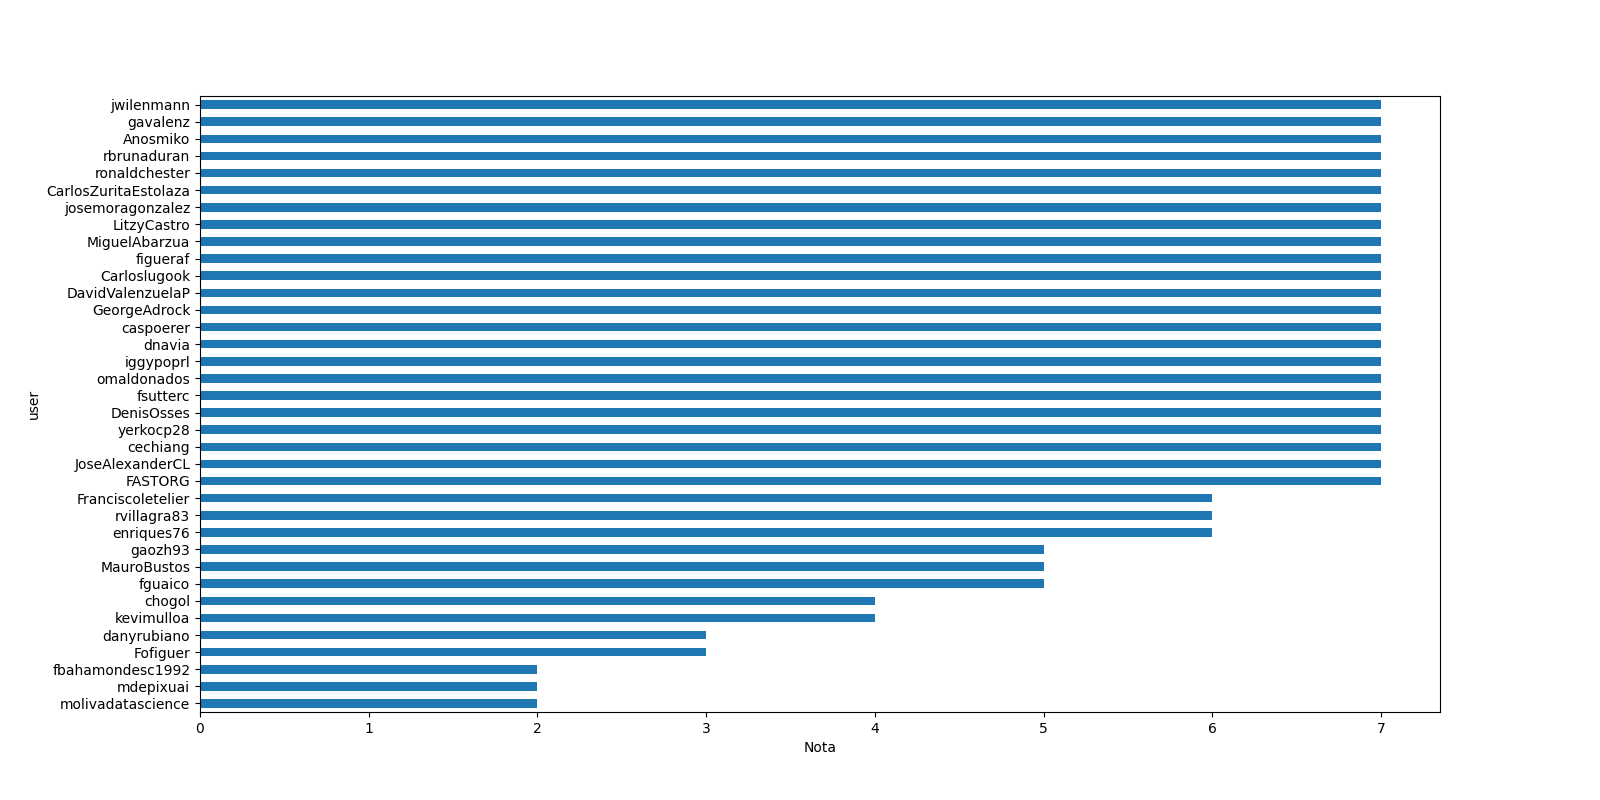 jwilenmann
gavalenz
Anosmiko
rbrunaduran
ronaldchester
CarlosZuritaEstolaza
josemoragonzalez
LitzyCastro
MiguelAbarzua
figueraf
Carloslugook
DavidValenzuelaP
GeorgeAdrock
caspoerer
dnavia
iggypoprl
omaldonados
fsutterc
DenisOsses
yerkocp28
cechiang
JoseAlexanderCL
FASTORG
Franciscoletelier
rvillagra83
enriques76
gaozh93
MauroBustos
fguaico
chogol
kevimulloa
danyrubiano
Fofiguer
fbahamondesc1992
mdepixuai
molivadatascience
user
0 1 2 3 4 5 6 7
Nota